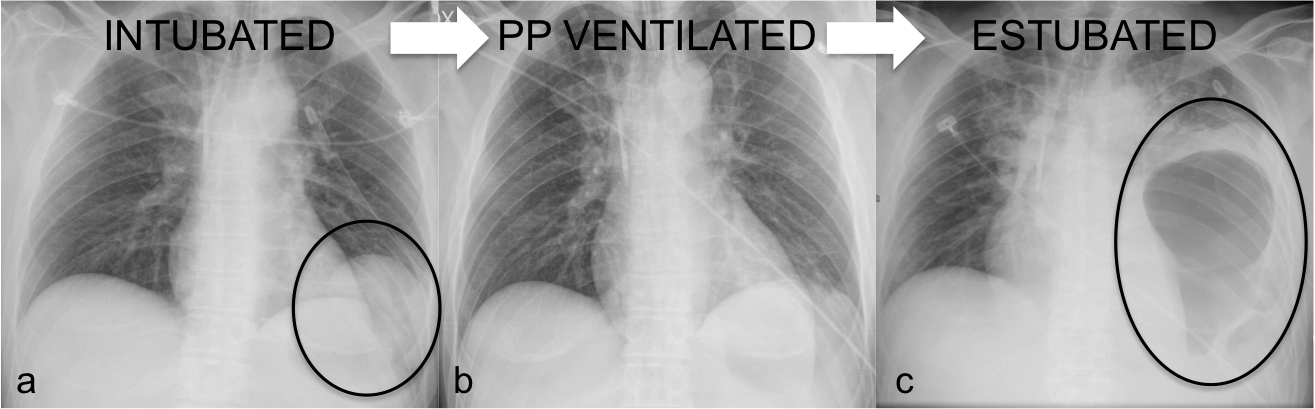 INTUBATED
PP VENTILATED
ESTUBATED
a
b
c